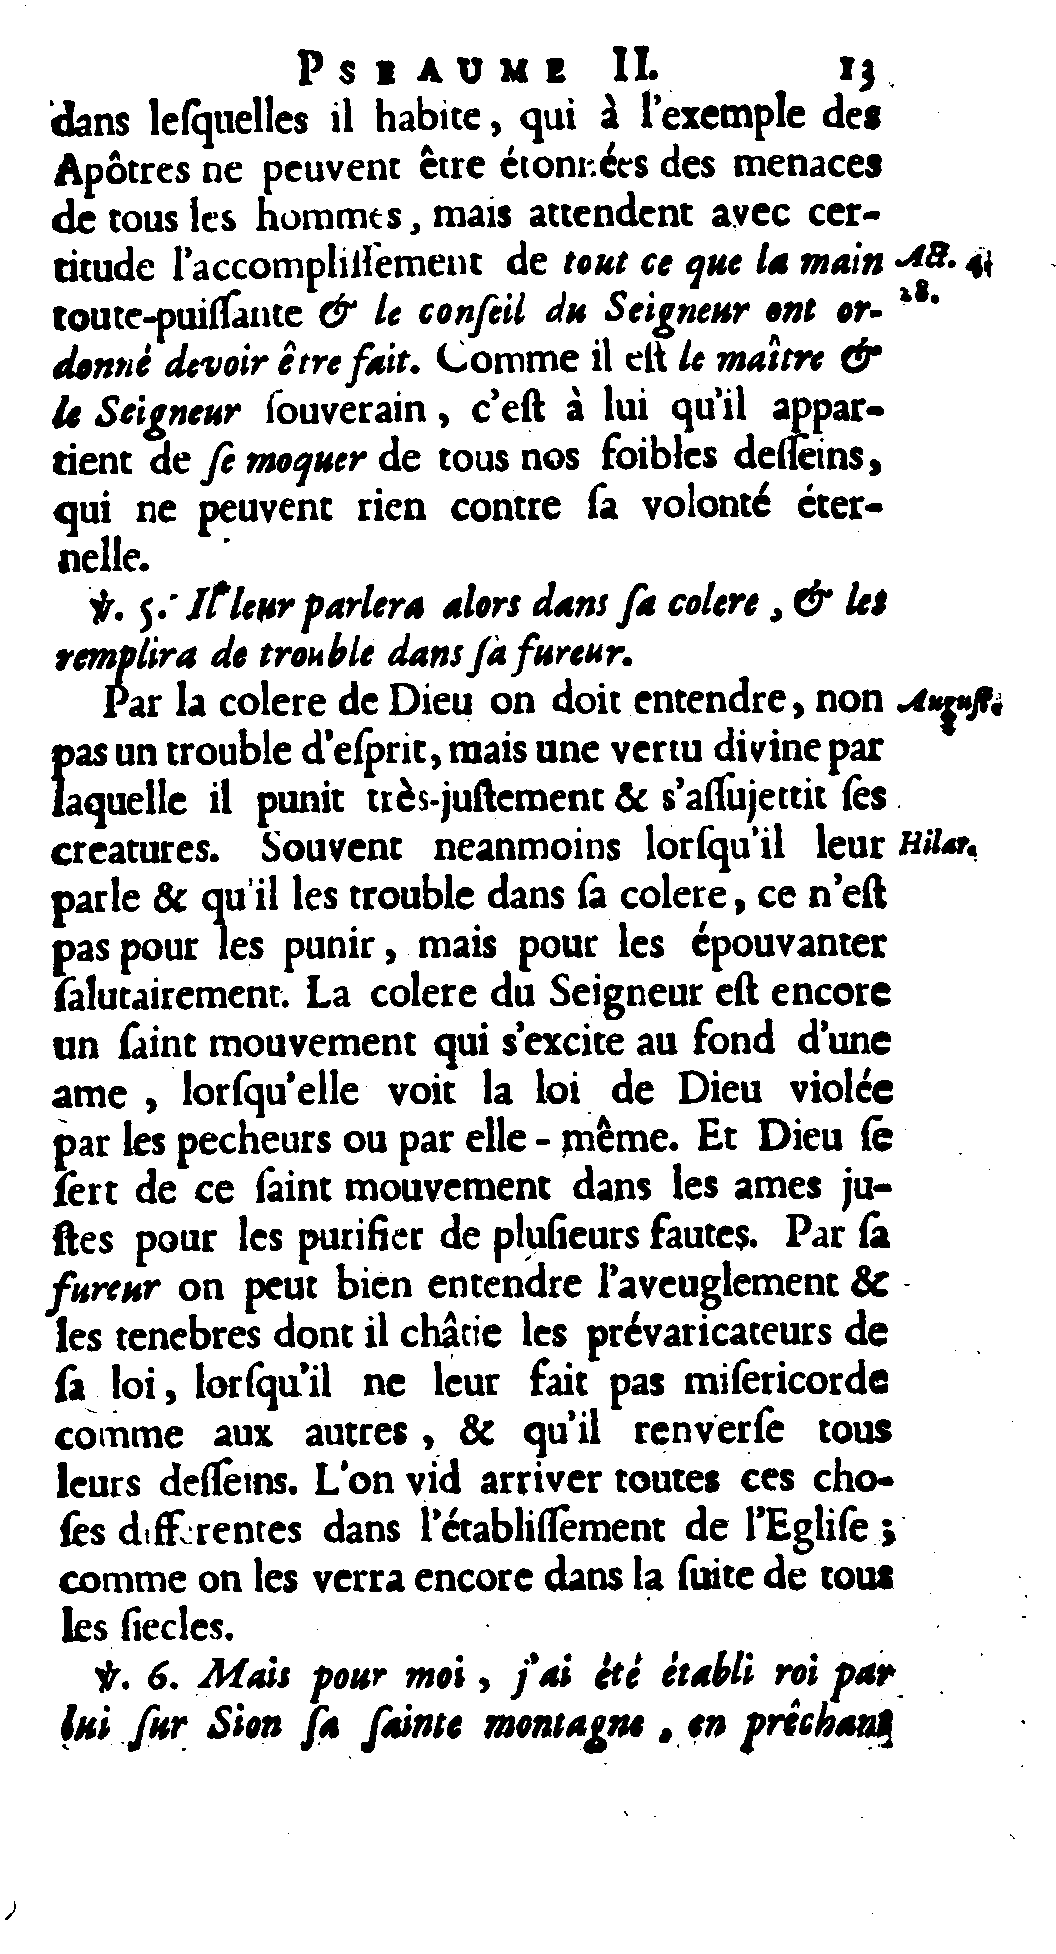 PSEAUME II. 13
dans leſquelles il habite, qui à l'exemple des
Apôtres ne peuvent être étonnées des menaces
de tous les hommes, mais attendent avec cer-
titude l'accompliſſement de tout ce que la main
Act. 4.
toute-puiſſante & le conſeil du Seigneur ont or-
28.
donné devoir être fait. Comme il eſt le maître &
le Seigneur ſouverain, c'eſt à lui qu'il appar-
tient de ſe moquer de tous nos foibles deſſeins,
qui ne peuvent rien contre ſa volonté éter-
nelle.
℣. 5. Il leur parlera alors dans ſa colere, & les
remplira de trouble dans ſa fureur.
Par la colere de Dieu on doit entendre, non
Auguſt.
pas un trouble d'eſprit, mais une vertu divine par
laquelle il punit très-juſtement & s'aſſujettit ſes
creatures. Souvent neanmoins lorſqu'il leur
Hilar.
parle & qu'il les trouble dans ſa colere, ce n'eſt
pas pour les punir, mais pour les épouvanter
ſalutairement. La colere du Seigneur eſt encore
un ſaint mouvement qui s'excite au fond d'une
ame, lorſqu'elle voit la loi de Dieu violée
par les pecheurs ou par elle-même. Et Dieu ſe
ſert de ce ſaint mouvement dans les ames ju-
ſtes pour les purifier de pluſieurs fautes. Par ſa
fureur on peut bien entendre l'aveuglement &
les tenebres dont il châtie les prévaricateurs de
ſa loi, lorſqu'il ne leur fait pas miſericorde
comme aux autres, & qu'il renverſe tous
leurs deſſeins. L'on vid arriver toutes ces cho-
ſes differentes dans l'établiſſement de l'Egliſe;
comme on les verra encore dans la ſuite de tous
les ſiecles.
℣. 6. Mais pour moi, j'ai été établi roi par
lui ſur Sion ſa ſainte montagne, en prêchant